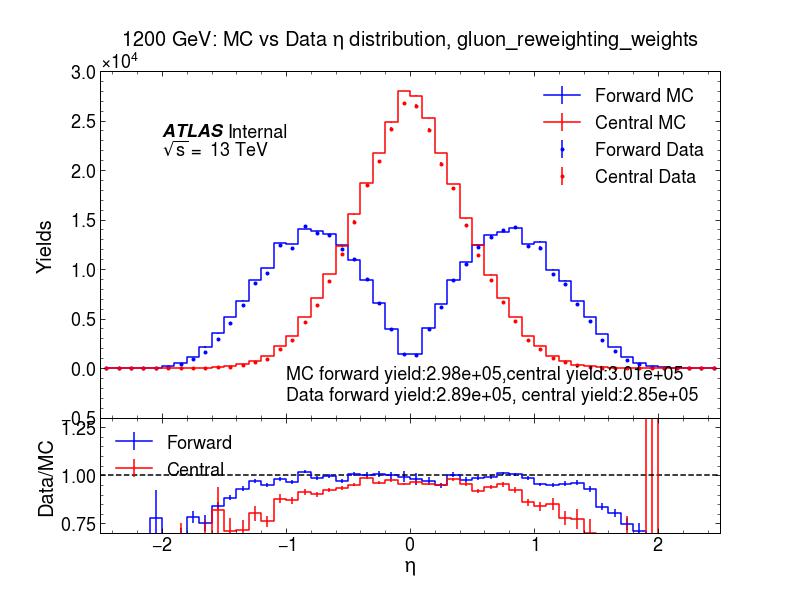 1200 GeV: MC vs Data η distribution, gluon_reweighting_weights
×10⁴
3.0
2.5
2.0
1.5
1.0
0.5
0.0
0.5
Yields
ATLAS Internal
√s = 13 TeV
Forward MC
Central MC
Forward Data
Central Data
MC forward yield:2.98e+05,central yield:3.01e+05
Data forward yield:2.89e+05, central yield:2.85e+05
1.25
1.00
0.75
Data/MC
Forward
Central
−2 −1 0 1 2
η